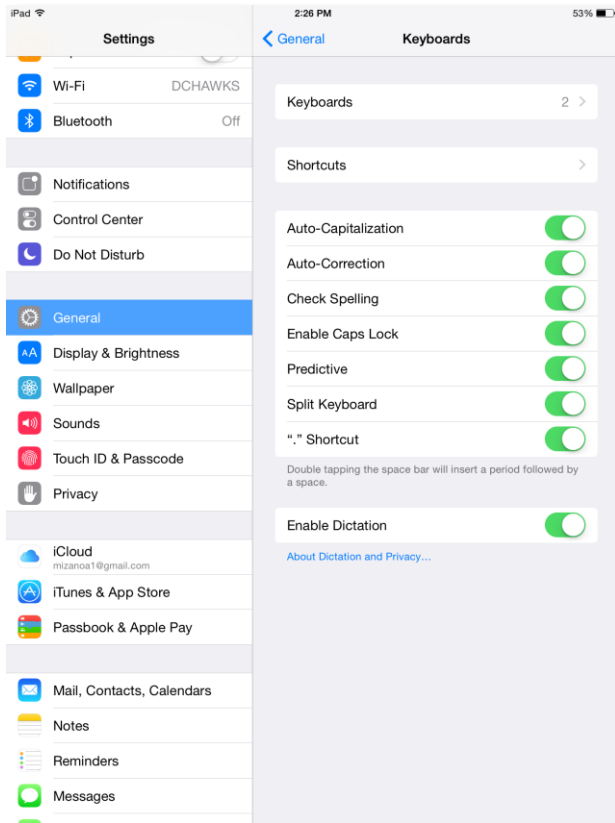 iPad
2:26 PM
53%
Settings
Wi-Fi
DCHAWKS
Bluetooth
Off
Notifications
Control Center
Do Not Disturb
General
Display & Brightness
Wallpaper
Sounds
Touch ID & Passcode
Privacy
iCloud
mizanoa1@gmail.com
iTunes & App Store
Passbook & Apple Pay
Mail, Contacts, Calendars
Notes
Reminders
Messages
General
Keyboards
Keyboards
2
Shortcuts
Auto-Capitalization
Auto-Correction
Check Spelling
Enable Caps Lock
Predictive
Split Keyboard
“.” Shortcut
Double tapping the space bar will insert a period followed by
a space.
Enable Dictation
About Dictation and Privacy...